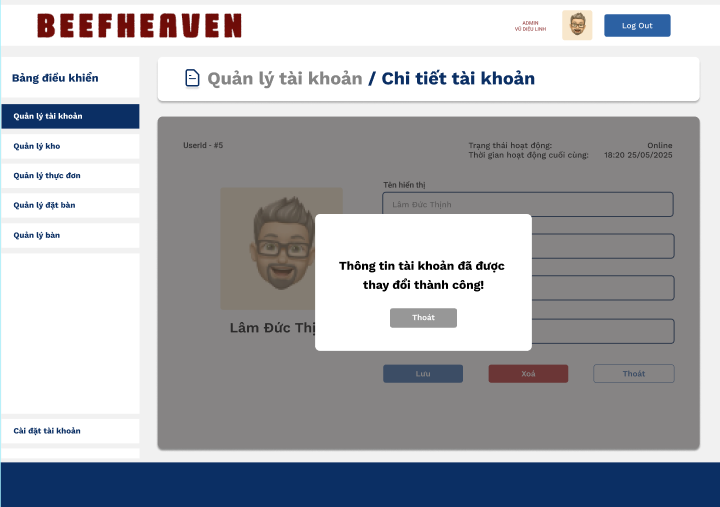 BEEFHEAVEN
ADMIN
VŨ DIỆU LINH
Log Out
Bảng điều khiển
Quản lý tài khoản / Chi tiết tài khoản
Quản lý tài khoản
Quản lý kho
Quản lý thực đơn
Quản lý đặt bàn
Quản lý bàn
Cài đặt tài khoản
UserId - #5
Trạng thái hoạt động: Online
Thời gian hoạt động cuối cùng: 18:20 25/05/2025
Tên hiển thị
Lâm Đức Thịnh
Lâm Đức Thị
Thông tin tài khoản đã được
thay đổi thành công!
Thoát
Lưu
Xoá
Thoát